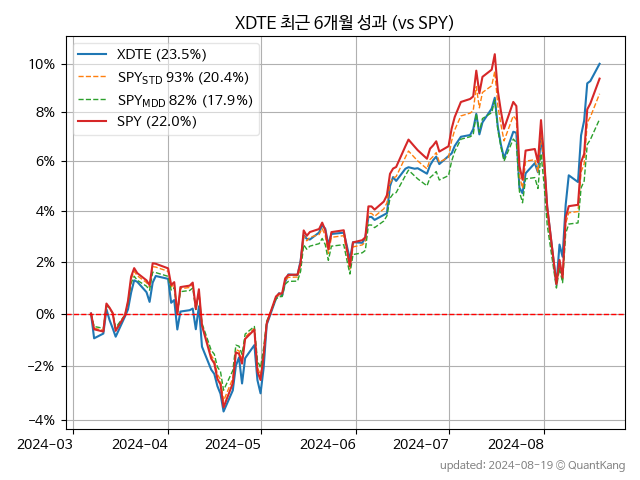 XDTE 최근 6개월 성과 (vs SPY)
XDTE (23.5%)
SPY_STD 93% (20.4%)
SPY_MDD 82% (17.9%)
SPY (22.0%)
10%
8%
6%
4%
2%
0%
−2%
−4%
2024-03 2024-04 2024-05 2024-06 2024-07 2024-08
updated: 2024-08-19 © QuantKang